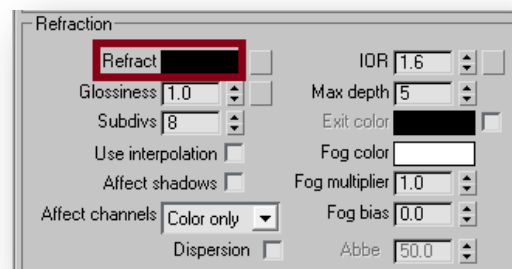 Refraction
Refract IOR 1.6
Glossiness 1.0 Max depth 5
Subdivs 8 Exit color
Use interpolation Fog color
Affect shadows Fog multiplier 1.0
Affect channels Color only Fog bias 0.0
Dispersion Abbe 50.0